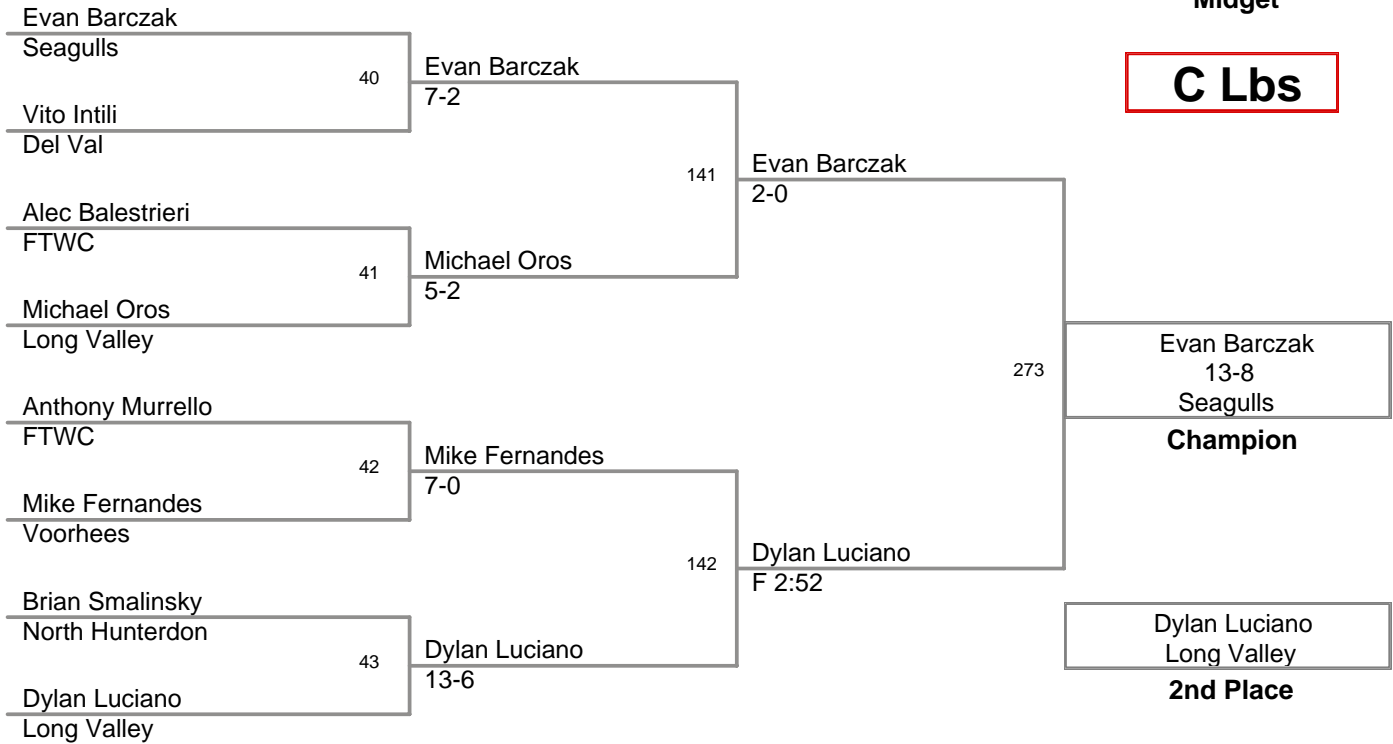 Midget
C Lbs
Evan Barczak
Seagulls
40
Vito Intili
Del Val
Evan Barczak
7-2
Alec Balestrieri
FTWC
41
Michael Oros
Long Valley
Michael Oros
5-2
141
Evan Barczak
2-0
Anthony Murrello
FTWC
42
Mike Fernandes
Voorhees
Mike Fernandes
7-0
Brian Smalinsky
North Hunterdon
43
Dylan Luciano
Long Valley
Dylan Luciano
13-6
142
Dylan Luciano
F 2:52
273
Evan Barczak
13-8
Seagulls
Champion
Dylan Luciano
Long Valley
2nd Place